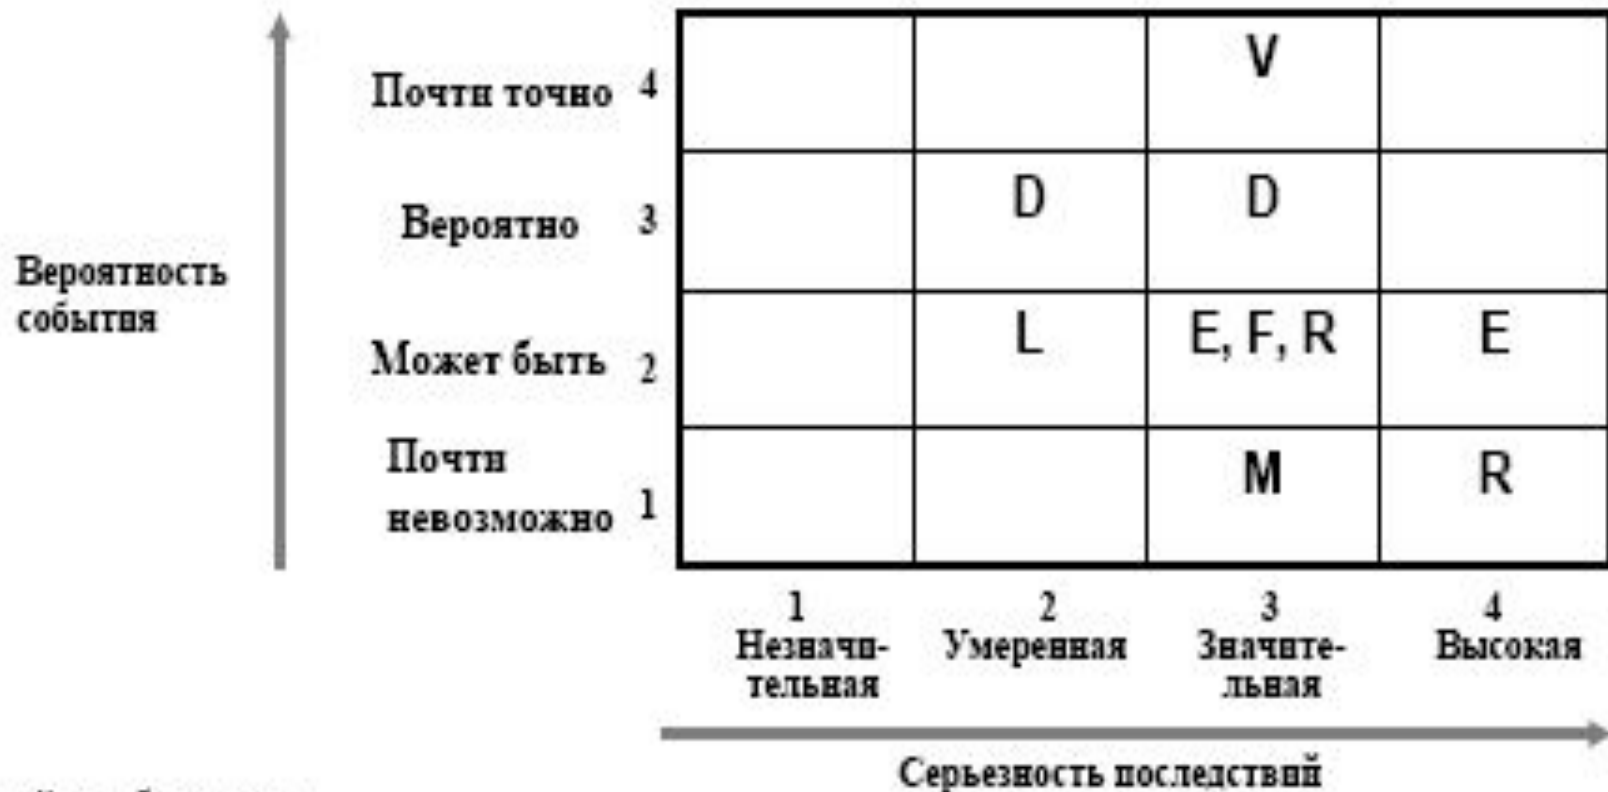 Почти точно 4 V
Вероятно 3 D D
Вероятность
события
Может быть 2 L E, F, R E
Почти
невозможно 1 M R
1 2 3 4
Незначи- Умеренная Значите- Высокая
тельная льная
Серьезность последствий